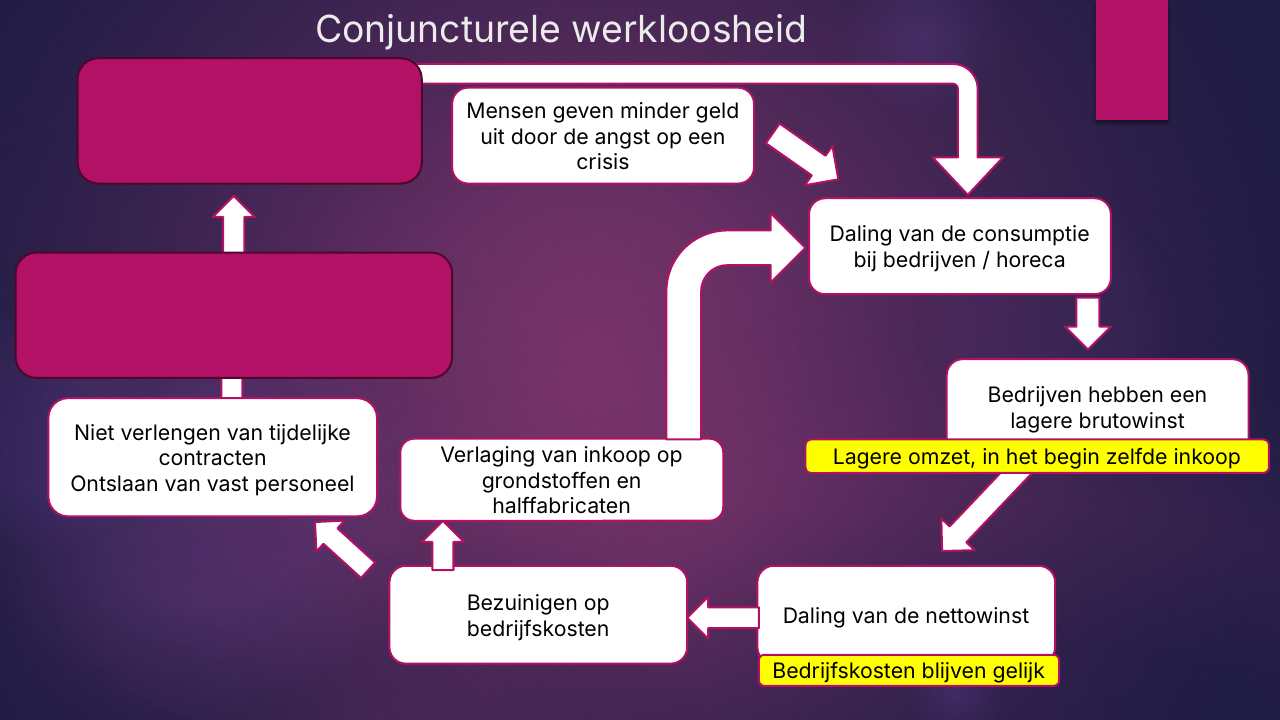 Conjuncturele werkloosheid
Mensen geven minder geld
uit door de angst op een
crisis
Daling van de consumptie
bij bedrijven / horeca
Bedrijven hebben een
lagere brutowinst
Lagere omzet, in het begin zelfde inkoop
Niet verlengen van tijdelijke
contracten
Ontslaan van vast personeel
Verlaging van inkoop op
grondstoffen en
halffabricaten
Bezuinigen op
bedrijfskosten
Daling van de nettowinst
Bedrijfskosten blijven gelijk